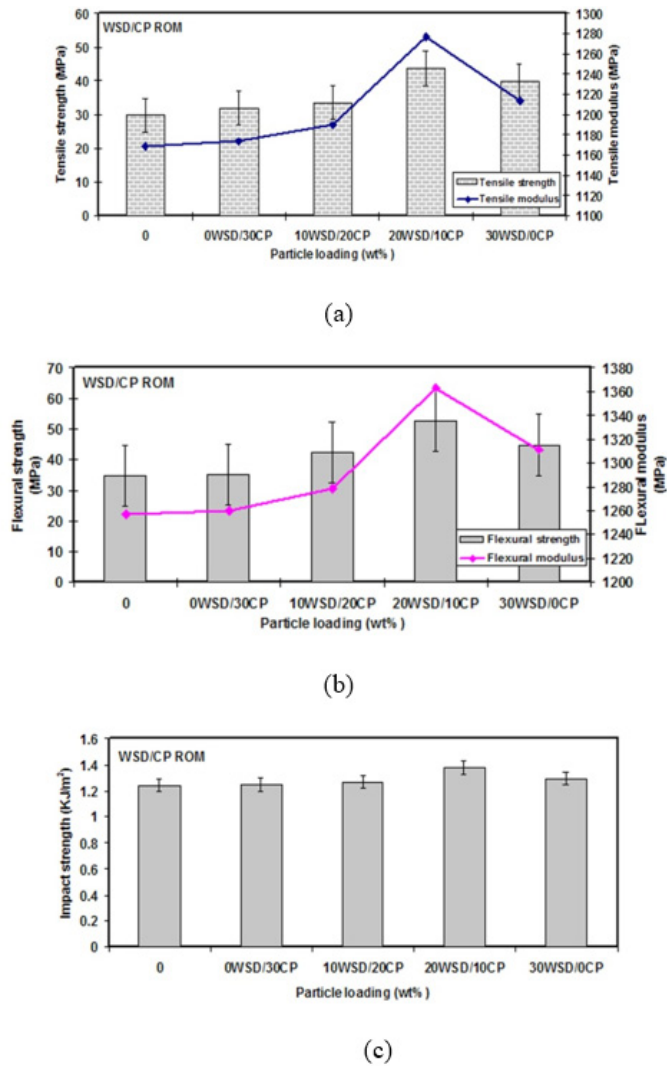 WSD/CP ROM
Tensile strength (MPa)
60
50
40
30
20
10
0
1300
1280
1260
1240
1220
1200
1180
1160
1140
1120
1100
Tensile modulus (MPa)
Tensile strength
Tensile modulus
0 0WSD/30CP 10WSD/20CP 20WSD/10CP 30WSD/0CP
Particle loading (wt% )
(a)
WSD/CP ROM
Flexural strength
(MPa)
70
60
50
40
30
20
10
0
1380
1360
1340
1320
1300
1280
1260
1240
1220
1200
FLexural modulus
(MPa)
Flexural strength
Flexural modulus
0 0WSD/30CP 10WSD/20CP 20WSD/10CP 30WSD/0CP
Particle loading (wt% )
(b)
WSD/CP ROM
Impact strength (KJ/m²)
1.6
1.4
1.2
1
0.8
0.6
0.4
0.2
0
0 0WSD/30CP 10WSD/20CP 20WSD/10CP 30WSD/0CP
Particle loading (wt% )
(c)